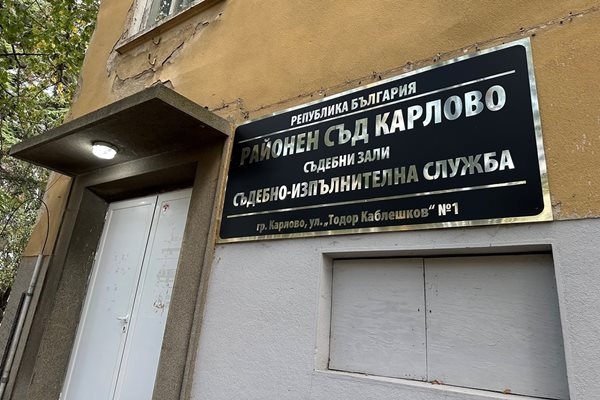 РЕПУБЛИКА БЪЛГАРИЯ
РАЙОНЕН СЪД КАРЛОВО
СЪДЕБНИ ЗАЛИ
СЪДЕБНО-ИЗПЪЛНИТЕЛНА СЛУЖБА
гр. Карлово, ул. „Тодор Каблешков“ №1